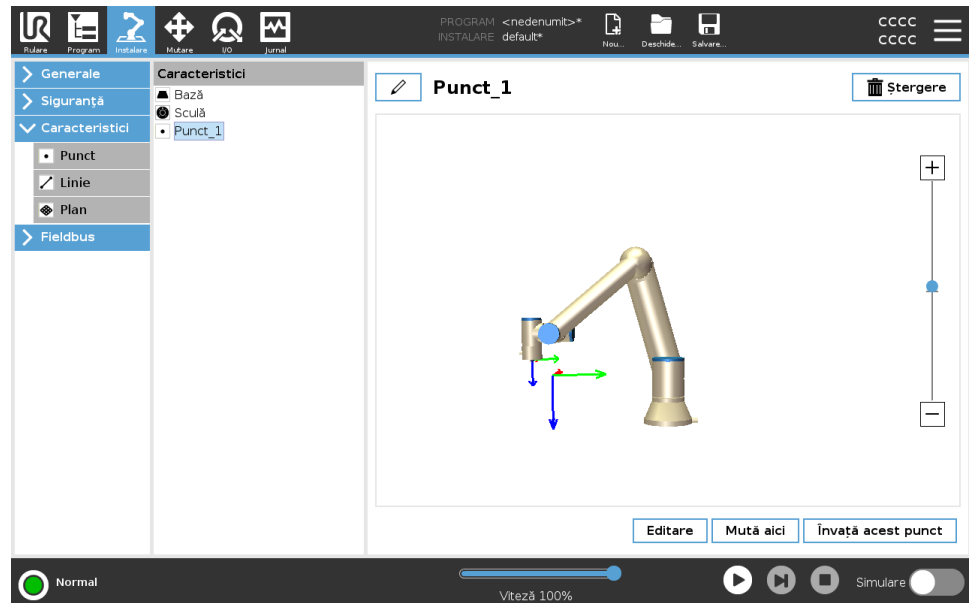 PROGRAM <nedenumit>*
INSTALARE default*
CCCC
CCCC
Rulare Program Instalare Mutare I/O Jurnal Nou... Deschide... Salvare...
Generale
Siguranță
Caracteristici
Punct
Linie
Plan
Fieldbus
Caracteristici
Bază
Sculă
Punct_1
Punct_1
Ștergere
Editare Mută aici Învață acest punct
Normal
Viteză 100%
Simulare